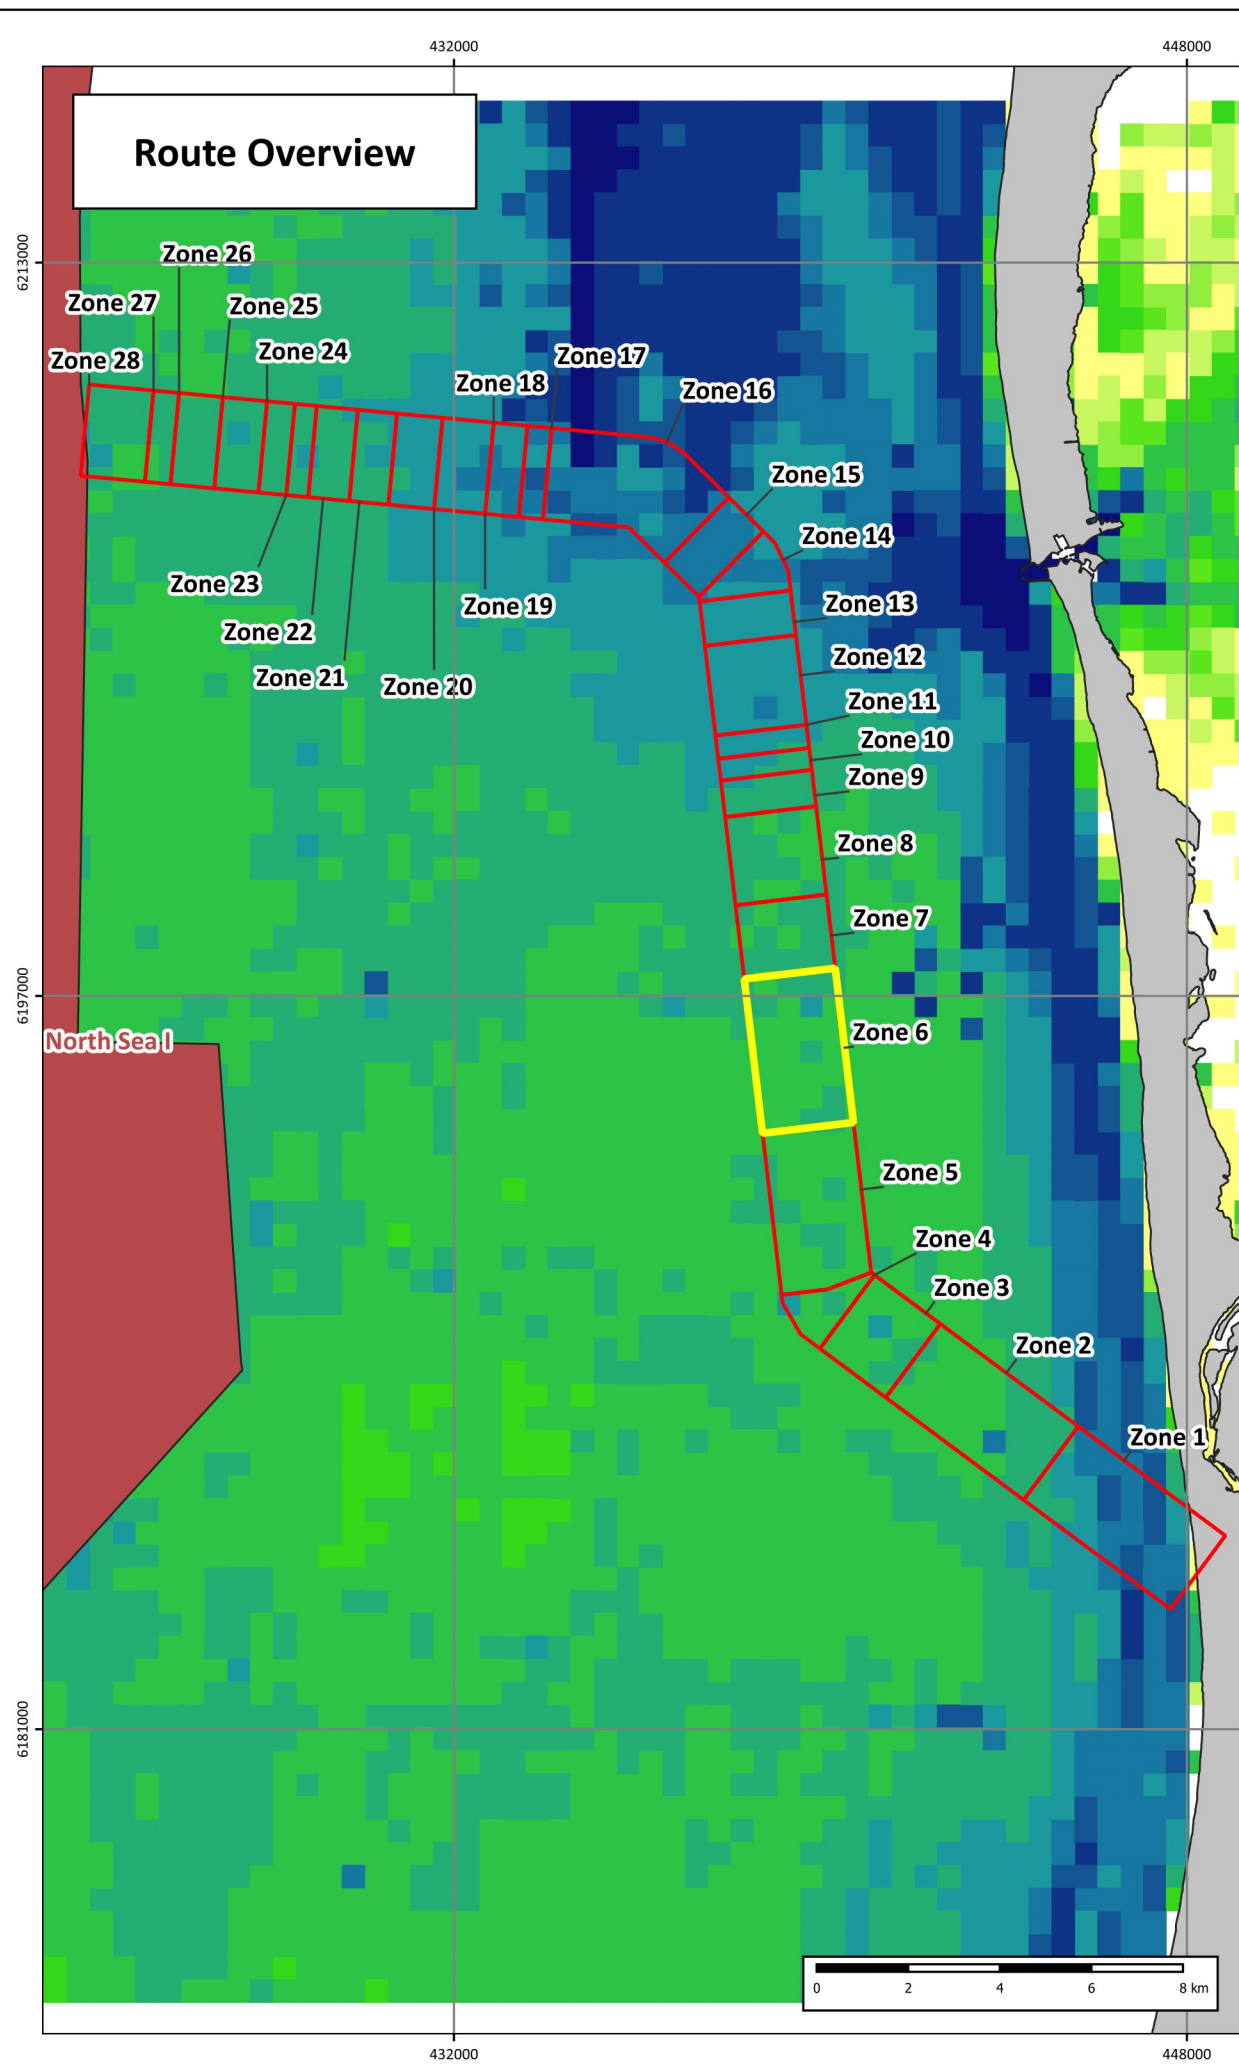 432000
448000
Route Overview
6213000
Zone 26
Zone 27
Zone 25
Zone 24
Zone 28
Zone 17
Zone 18
Zone 16
Zone 15
Zone 14
Zone 23
Zone 19
Zone 13
Zone 22
Zone 12
Zone 21
Zone 20
Zone 11
Zone 10
Zone 9
Zone 8
Zone 7
6197000
North Sea I
Zone 6
Zone 5
Zone 4
Zone 3
Zone 2
Zone 1
6181000
0 2 4 6 8 km
432000
448000